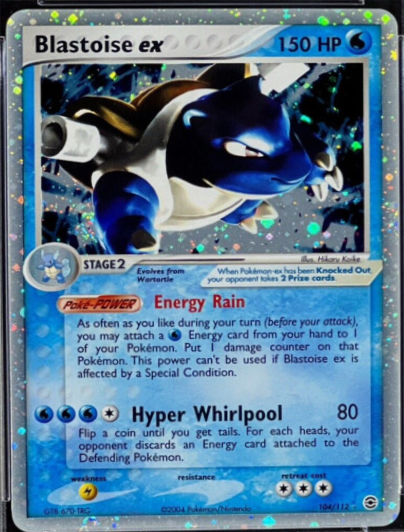 Blastoise ex 150 HP
Illus. Hikaru Koike
STAGE 2
Evolves from
Wartortle
When Pokémon-ex has been Knocked Out,
your opponent takes 2 Prize cards.
Poké-POWER Energy Rain
As often as you like during your turn (before your attack),
you may attach a Energy card from your hand to 1
of your Pokémon. Put 1 damage counter on that
Pokémon. This power can't be used if Blastoise ex is
affected by a Special Condition.
Hyper Whirlpool 80
Flip a coin until you get tails. For each heads, your
opponent discards an Energy card attached to the
Defending Pokémon.
weakness resistance retreat cost
GTB-670-TRG ©2004 Pokémon/Nintendo 104/112